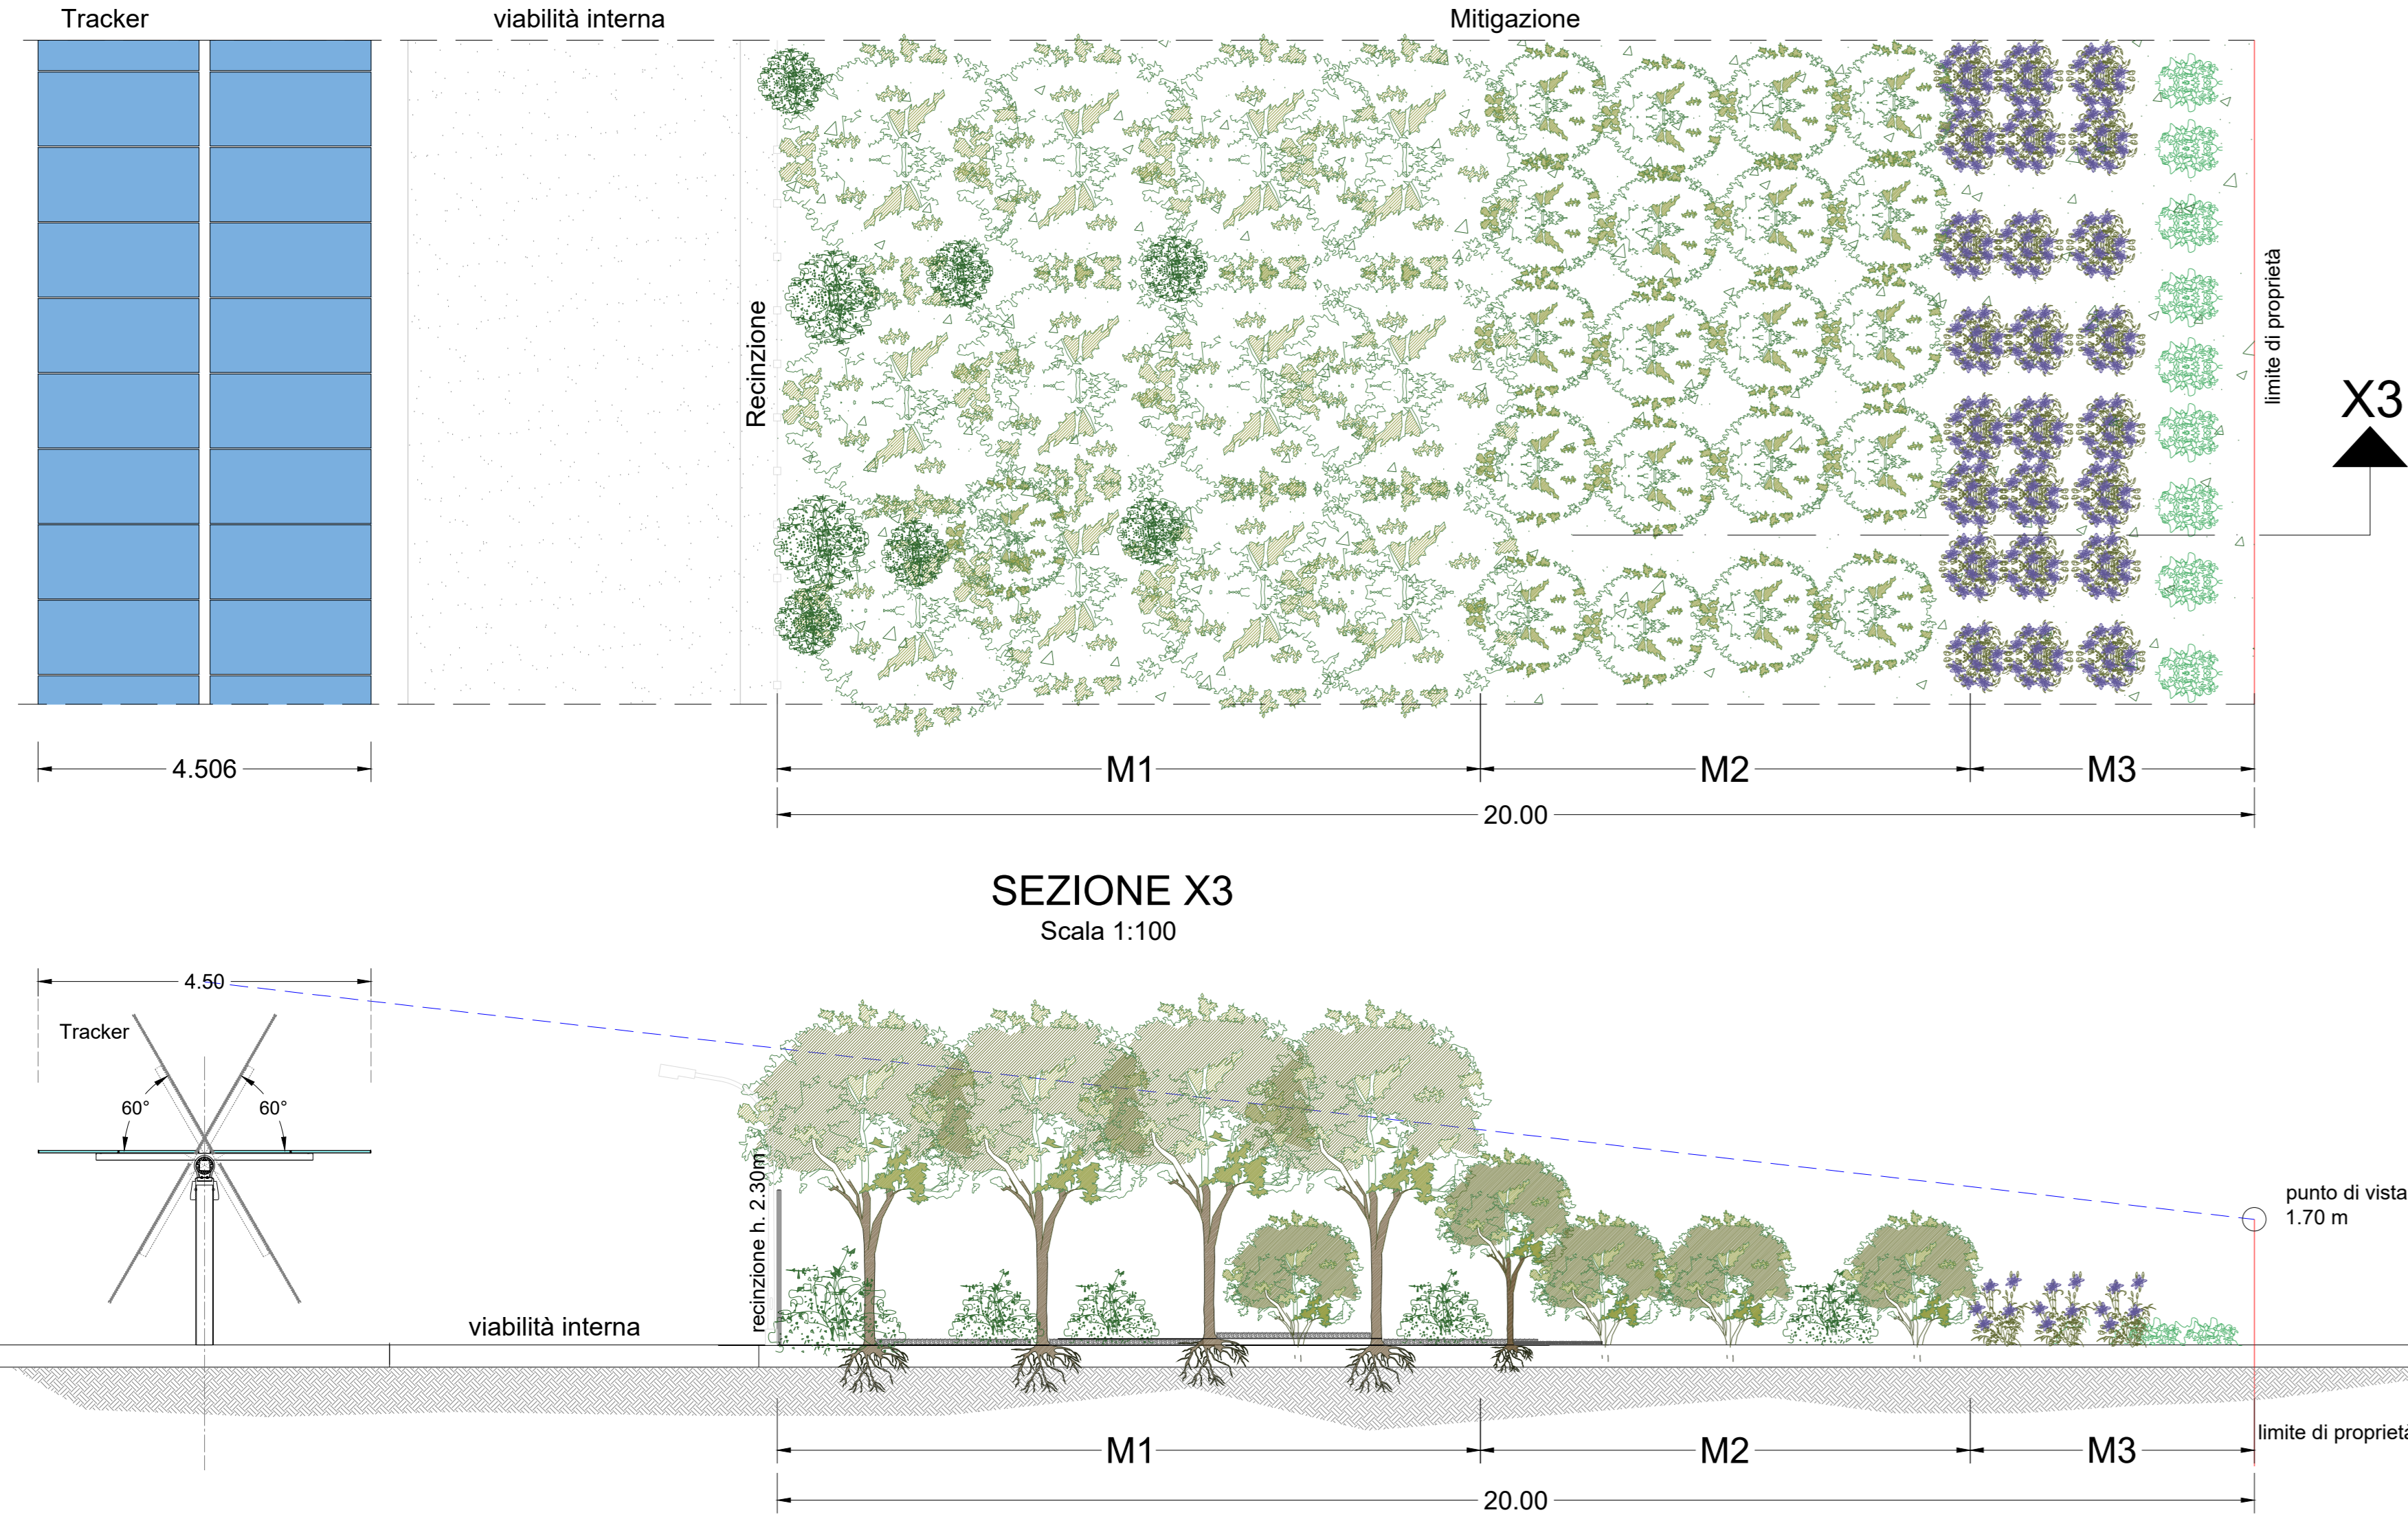 Tracker
viabilità interna
Mitigazione
Recinzione
limite di proprietà
X3
4.506
M1
M2
M3
20.00
SEZIONE X3
Scala 1:100
4.50
Tracker
60°
60°
recinzione h. 2.30m
viabilità interna
punto di vista
1.70 m
limite di proprietà
M1
M2
M3
20.00